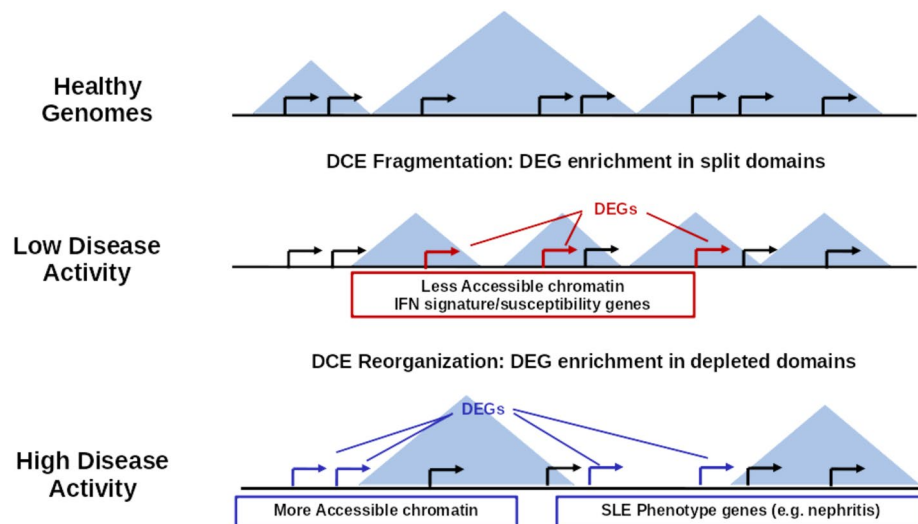 Healthy
Genomes
DCE Fragmentation: DEG enrichment in split domains
DEGs
Low Disease
Activity
Less Accessible chromatin
IFN signature/susceptibility genes
DCE Reorganization: DEG enrichment in depleted domains
DEGs
High Disease
Activity
More Accessible chromatin
SLE Phenotype genes (e.g. nephritis)